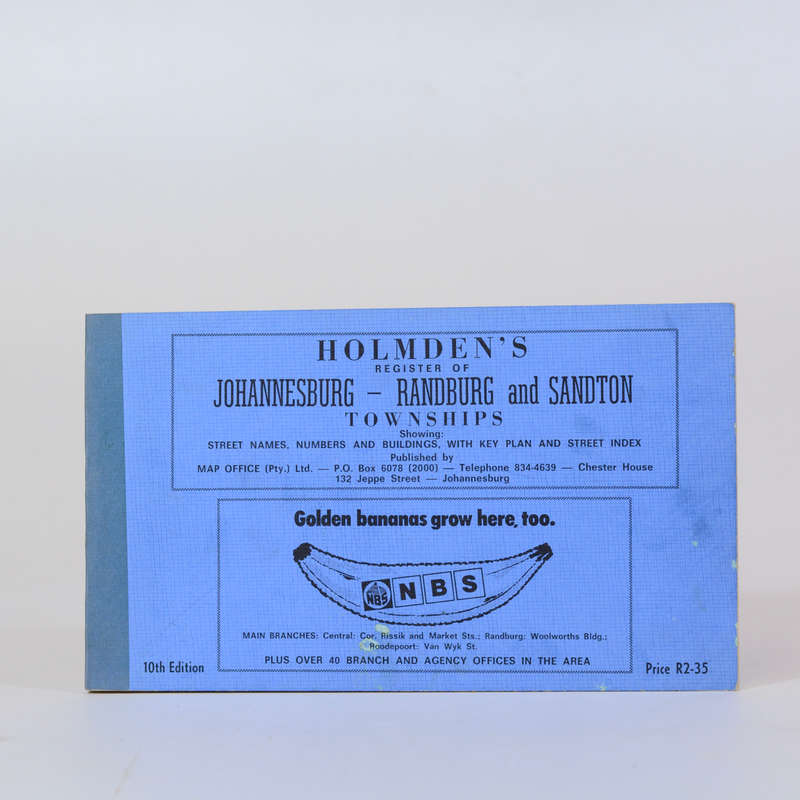 HOLMDEN'S
REGISTER OF
JOHANNESBURG – RANDBURG and SANDTON
TOWNSHIPS
Showing:
STREET NAMES, NUMBERS AND BUILDINGS, WITH KEY PLAN AND STREET INDEX
Published by
MAP OFFICE (Pty.) Ltd. — P.O. Box 6078 (2000) — Telephone 834-4639 — Chester House
132 Jeppe Street — Johannesburg
Golden bananas grow here, too.
NBS NBS
MAIN BRANCHES: Central: Cor. Rissik and Market Sts.; Randburg: Woolworths Bldg.;
Roodepoort: Van Wyk St.
PLUS OVER 40 BRANCH AND AGENCY OFFICES IN THE AREA
10th Edition
Price R2-35